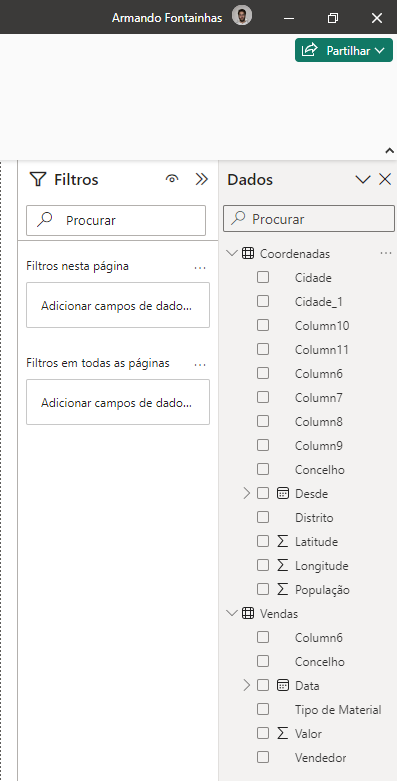 Armando Fontainhas
Partilhar
Filtros
Procurar
Filtros nesta página
...
Adicionar campos de dado...
Filtros em todas as páginas
...
Adicionar campos de dado...
Dados
Procurar
Coordenadas
...
Cidade
Cidade_1
Column10
Column11
Column6
Column7
Column8
Column9
Concelho
Desde
Distrito
∑ Latitude
∑ Longitude
∑ População
Vendas
Column6
Concelho
Data
Tipo de Material
∑ Valor
Vendedor